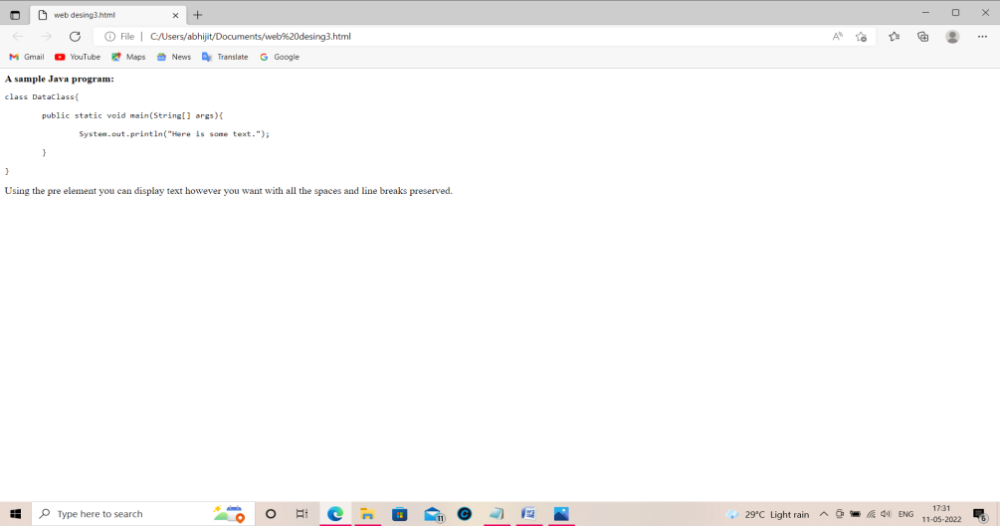 web desing3.html
File | C:/Users/abhijit/Documents/web%20desing3.html
Gmail YouTube Maps News Translate Google
A sample Java program:
class DataClass{
public static void main(String[] args){
System.out.println("Here is some text.");
}
}
Using the pre element you can display text however you want with all the spaces and line breaks preserved.
Type here to search
11
29°C Light rain
ENG
17:31
11-05-2022
6